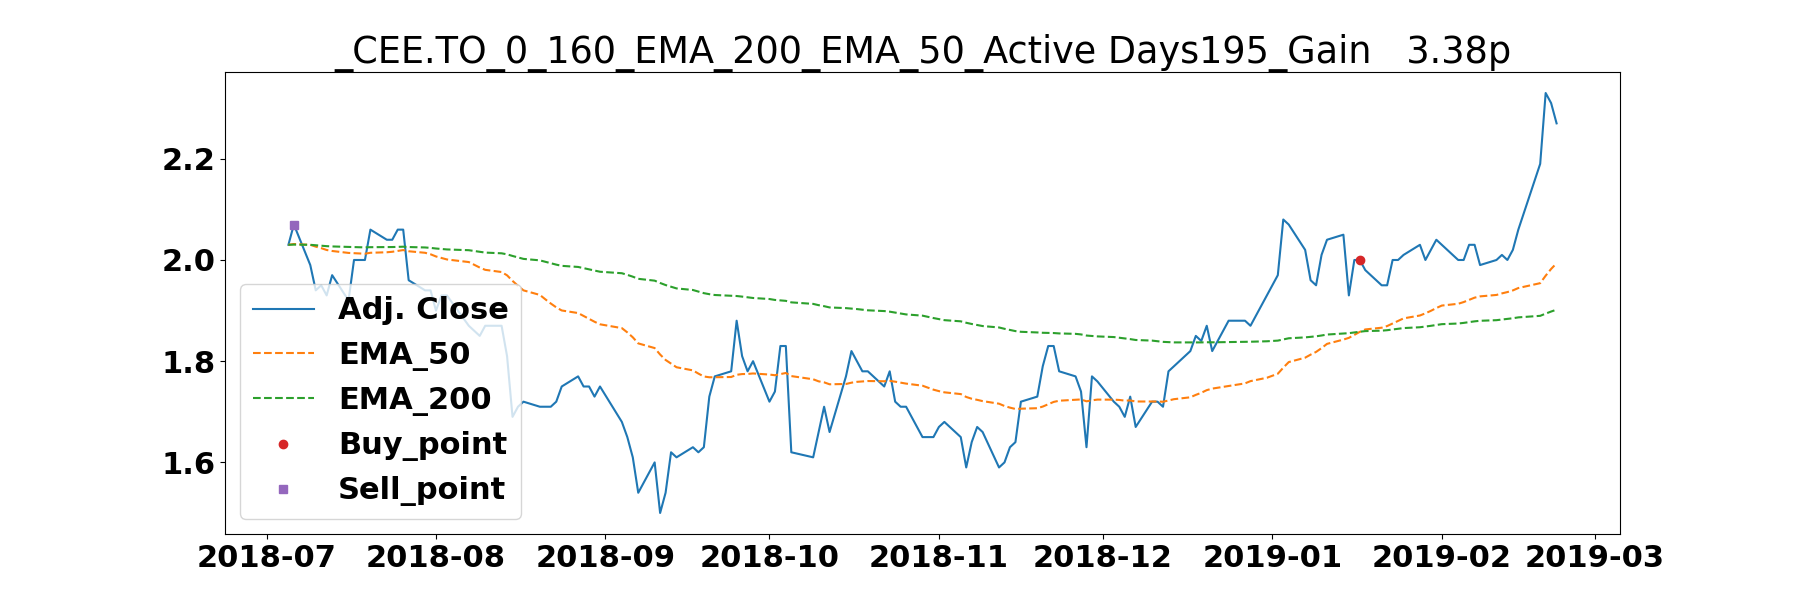 _CEE.TO_0_160_EMA_200_EMA_50_Active Days195_Gain   3.38p
2.2
2.0
1.8
1.6
Adj. Close
EMA_50
EMA_200
Buy_point
Sell_point
2018-07 2018-08 2018-09 2018-10 2018-11 2018-12 2019-01 2019-02 2019-03